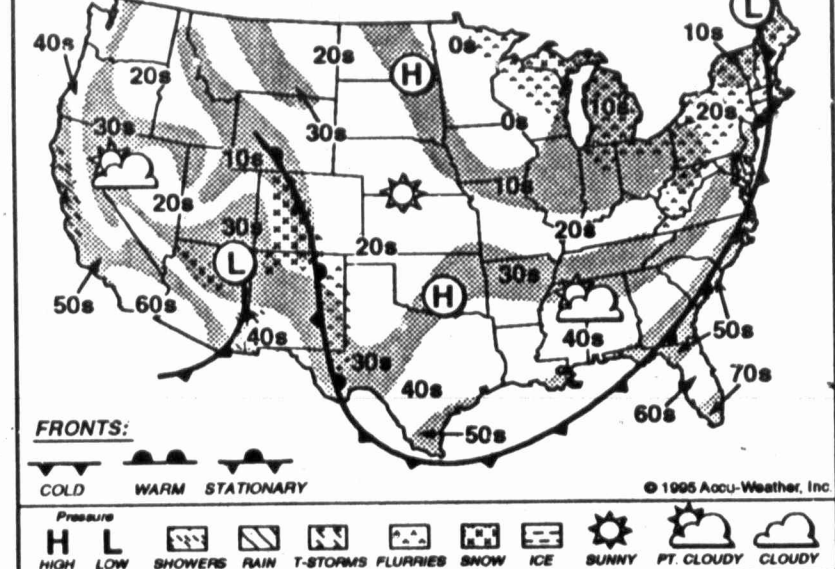 L
10s
40s
20s
20s
0s
H
10s
20s
30s
30s
0s
10s
10s
20s
30s
20s
20s
L
30s
H
50s
60s
40s
40s
50s
30s
40s
70s
60s
50s
FRONTS:
COLD WARM STATIONARY
© 1995 Accu-Weather, Inc.
Pressure
H L
HIGH LOW SHOWERS RAIN T-STORMS FLURRIES SNOW ICE SUNNY PT. CLOUDY CLOUDY